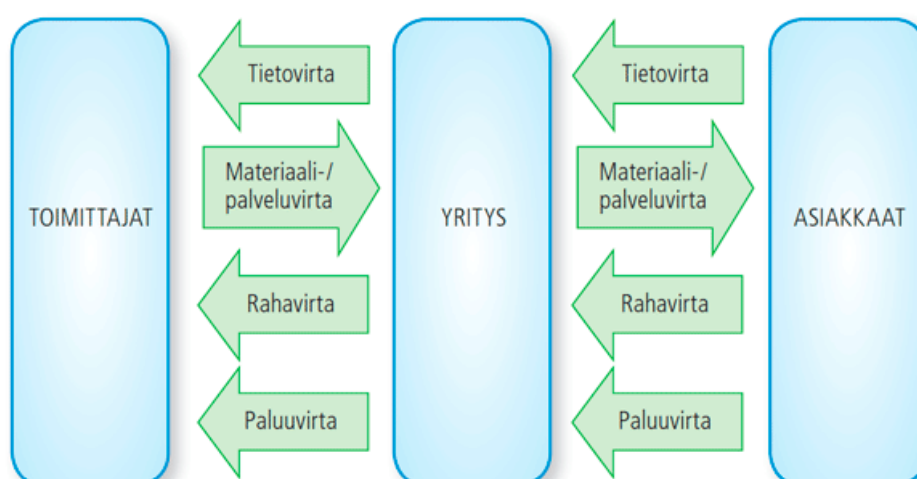 Tietovirta
Tietovirta
Materiaali-/
palveluvirta
Materiaali-/
palveluvirta
TOIMITTAJAT
YRITYS
ASIAKKAAT
Rahavirta
Rahavirta
Paluuvirta
Paluuvirta